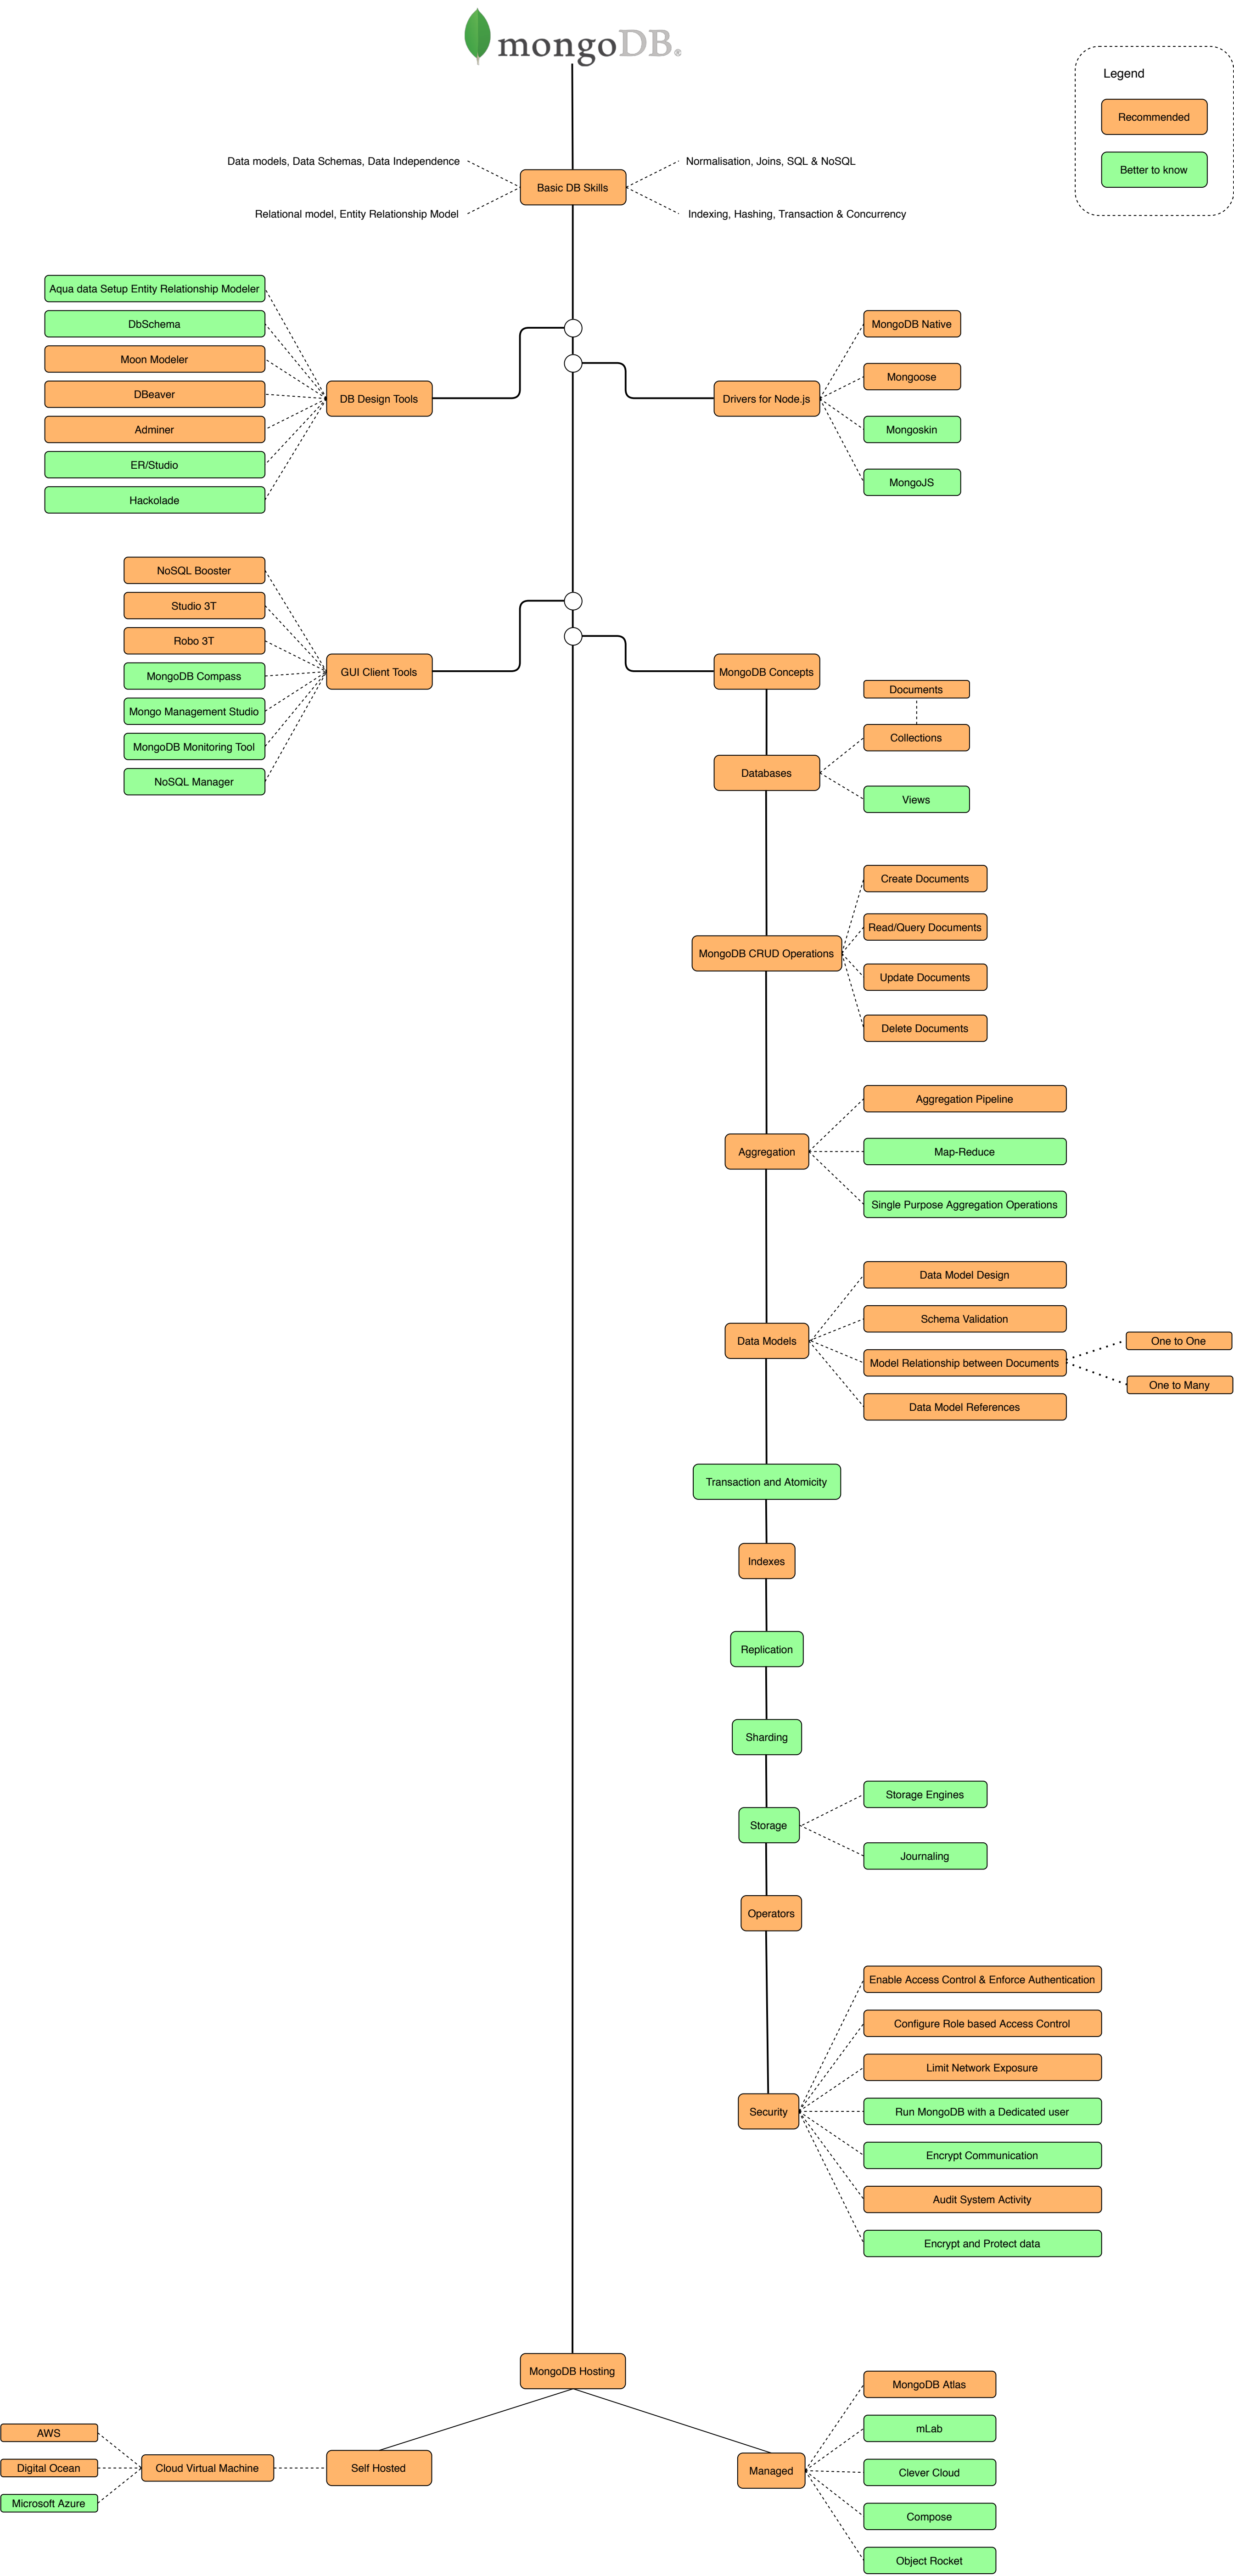 mongoDB®
Legend
Recommended
Better to know
Data models, Data Schemas, Data Independence
Normalisation, Joins, SQL & NoSQL
Basic DB Skills
Relational model, Entity Relationship Model
Indexing, Hashing, Transaction & Concurrency
Aqua data Setup Entity Relationship Modeler
DbSchema
Moon Modeler
DBeaver
Adminer
ER/Studio
Hackolade
DB Design Tools
Drivers for Node.js
MongoDB Native
Mongoose
Mongoskin
MongoJS
NoSQL Booster
Studio 3T
Robo 3T
MongoDB Compass
Mongo Management Studio
MongoDB Monitoring Tool
NoSQL Manager
GUI Client Tools
MongoDB Concepts
Documents
Collections
Databases
Views
Create Documents
Read/Query Documents
MongoDB CRUD Operations
Update Documents
Delete Documents
Aggregation Pipeline
Aggregation
Map-Reduce
Single Purpose Aggregation Operations
Data Model Design
Schema Validation
Data Models
Model Relationship between Documents
One to One
One to Many
Data Model References
Transaction and Atomicity
Indexes
Replication
Sharding
Storage Engines
Storage
Journaling
Operators
Enable Access Control & Enforce Authentication
Configure Role based Access Control
Limit Network Exposure
Security
Run MongoDB with a Dedicated user
Encrypt Communication
Audit System Activity
Encrypt and Protect data
MongoDB Hosting
AWS
Digital Ocean
Microsoft Azure
Cloud Virtual Machine
Self Hosted
Managed
MongoDB Atlas
mLab
Clever Cloud
Compose
Object Rocket